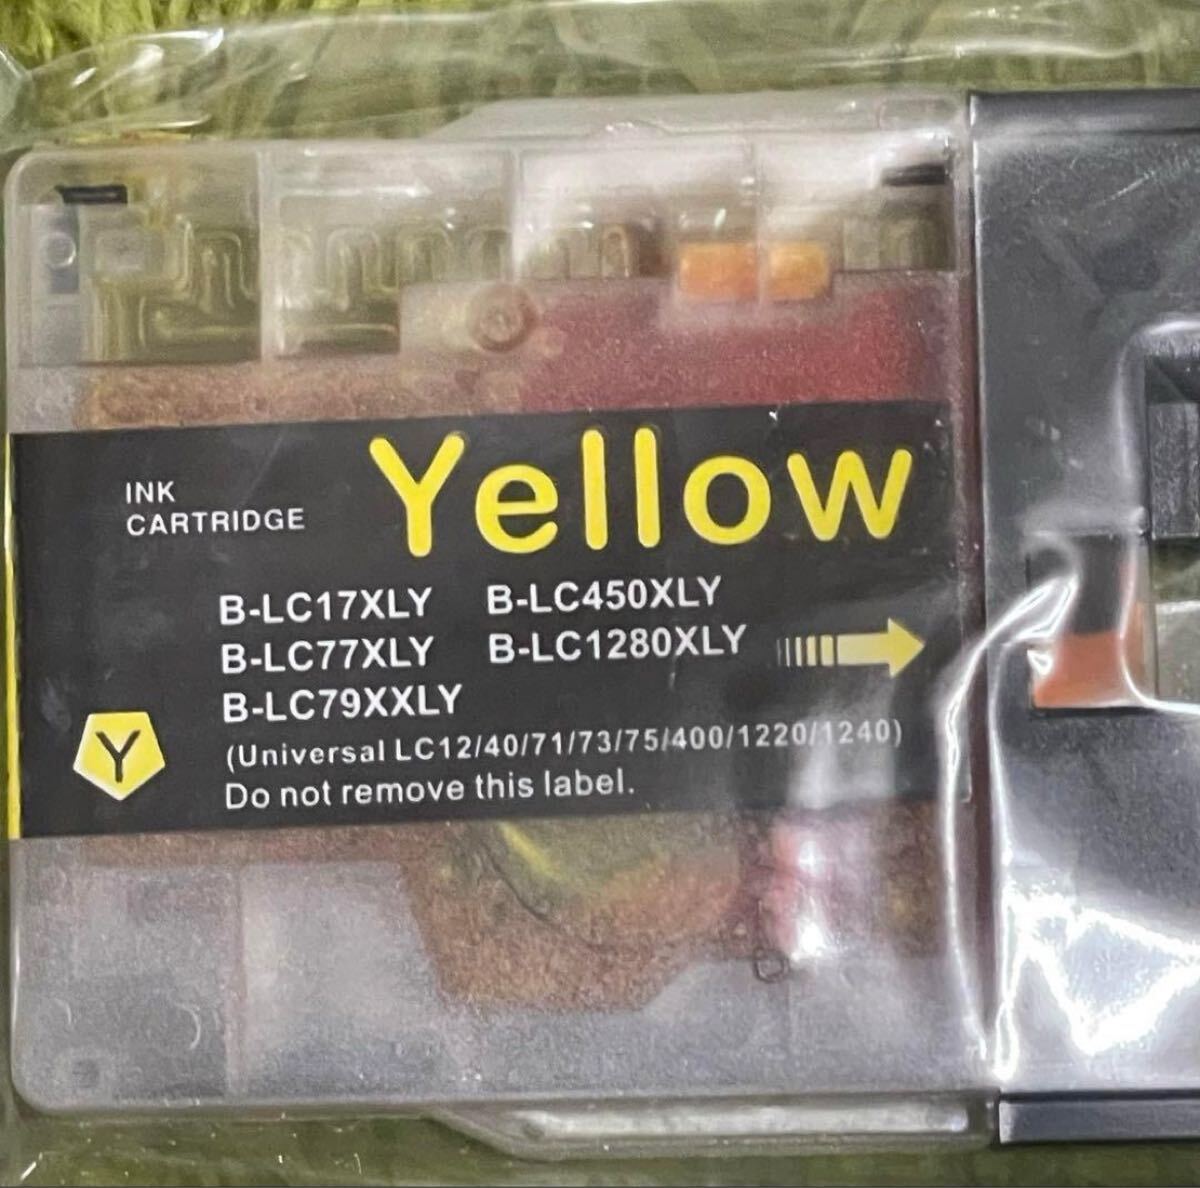 INK
CARTRIDGE
Yellow
B-LC17XLY B-LC450XLY
B-LC77XLY B-LC1280XLY
B-LC79XXLY
Y
(Universal LC12/40/71/73/75/400/1220/1240)
Do not remove this label.